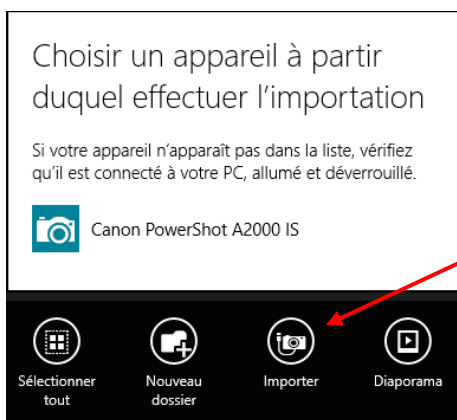 Choisir un appareil à partir
duquel effectuer l’importation
Si votre appareil n’apparaît pas dans la liste, vérifiez
qu’il est connecté à votre PC, allumé et déverrouillé.
Canon PowerShot A2000 IS
Sélectionner
tout
Nouveau
dossier
Importer
Diaporama